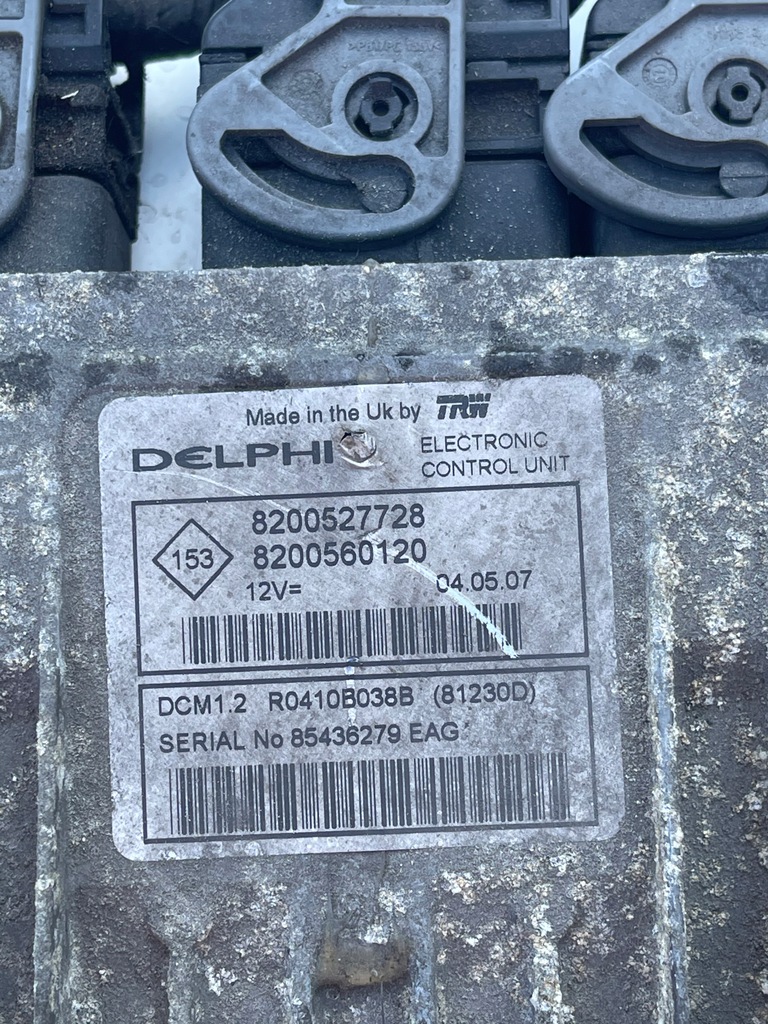 Made in the Uk by TRW
DELPHI
ELECTRONIC
CONTROL UNIT
153
8200527728
8200560120
12V=
04.05.07
DCM1.2 R0410B038B (81230D)
SERIAL No 85436279 EAG